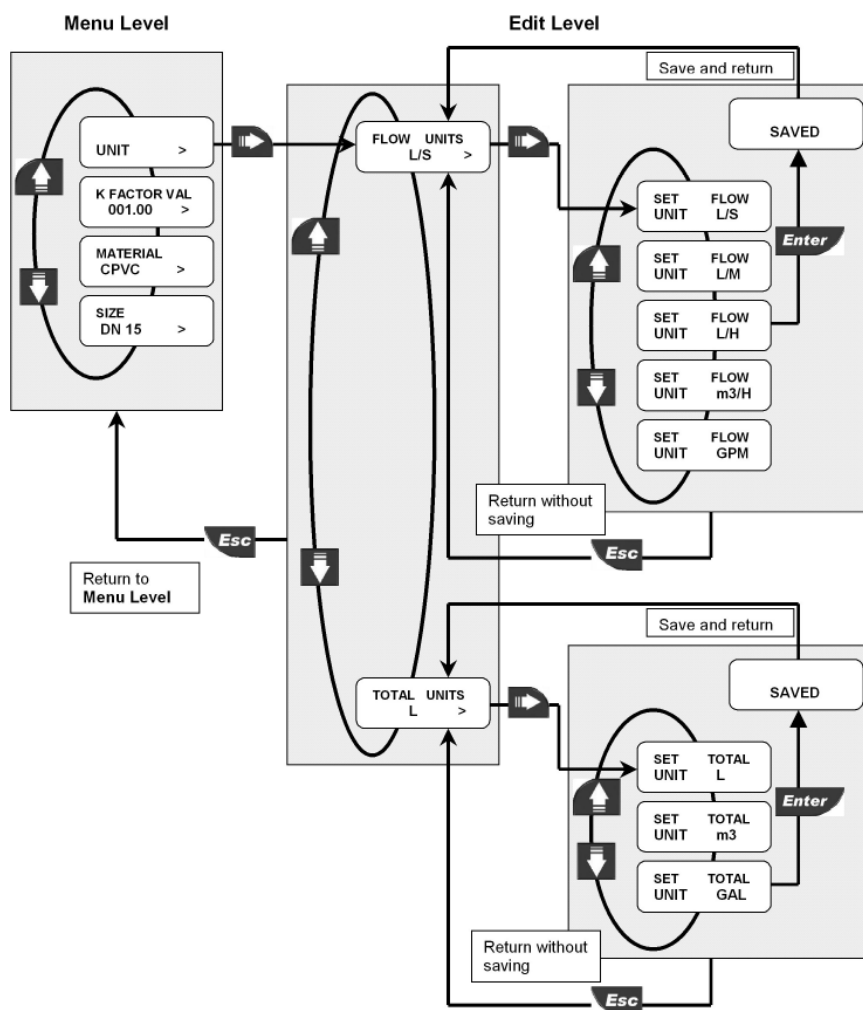 Menu Level
Edit Level
UNIT >
K FACTOR VAL
001.00 >
MATERIAL
CPVC >
SIZE
DN 15 >
Esc
Return to
Menu Level
FLOW UNITS
L/S >
Save and return
SAVED
SET FLOW
UNIT L/S
SET FLOW
UNIT L/M
SET FLOW
UNIT L/H
SET FLOW
UNIT m3/H
SET FLOW
UNIT GPM
Enter
Return without
saving
Esc
TOTAL UNITS
L >
Save and return
SAVED
SET TOTAL
UNIT L
SET TOTAL
UNIT m3
SET TOTAL
UNIT GAL
Enter
Return without
saving
Esc